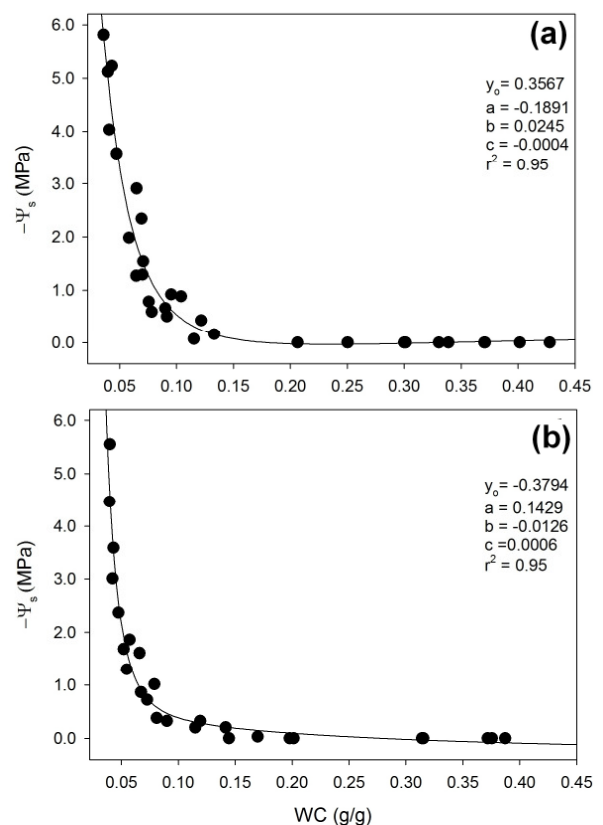 (a)
6.0
5.0
4.0
3.0
2.0
1.0
0.0
−Ψs (MPa)
yo = 0.3567
a = -0.1891
b = 0.0245
c = -0.0004
r2 = 0.95
0.05 0.10 0.15 0.20 0.25 0.30 0.35 0.40 0.45
(b)
6.0
5.0
4.0
3.0
2.0
1.0
0.0
−Ψs (MPa)
yo = -0.3794
a = 0.1429
b = -0.0126
c =0.0006
r2 = 0.95
0.05 0.10 0.15 0.20 0.25 0.30 0.35 0.40 0.45
WC (g/g)